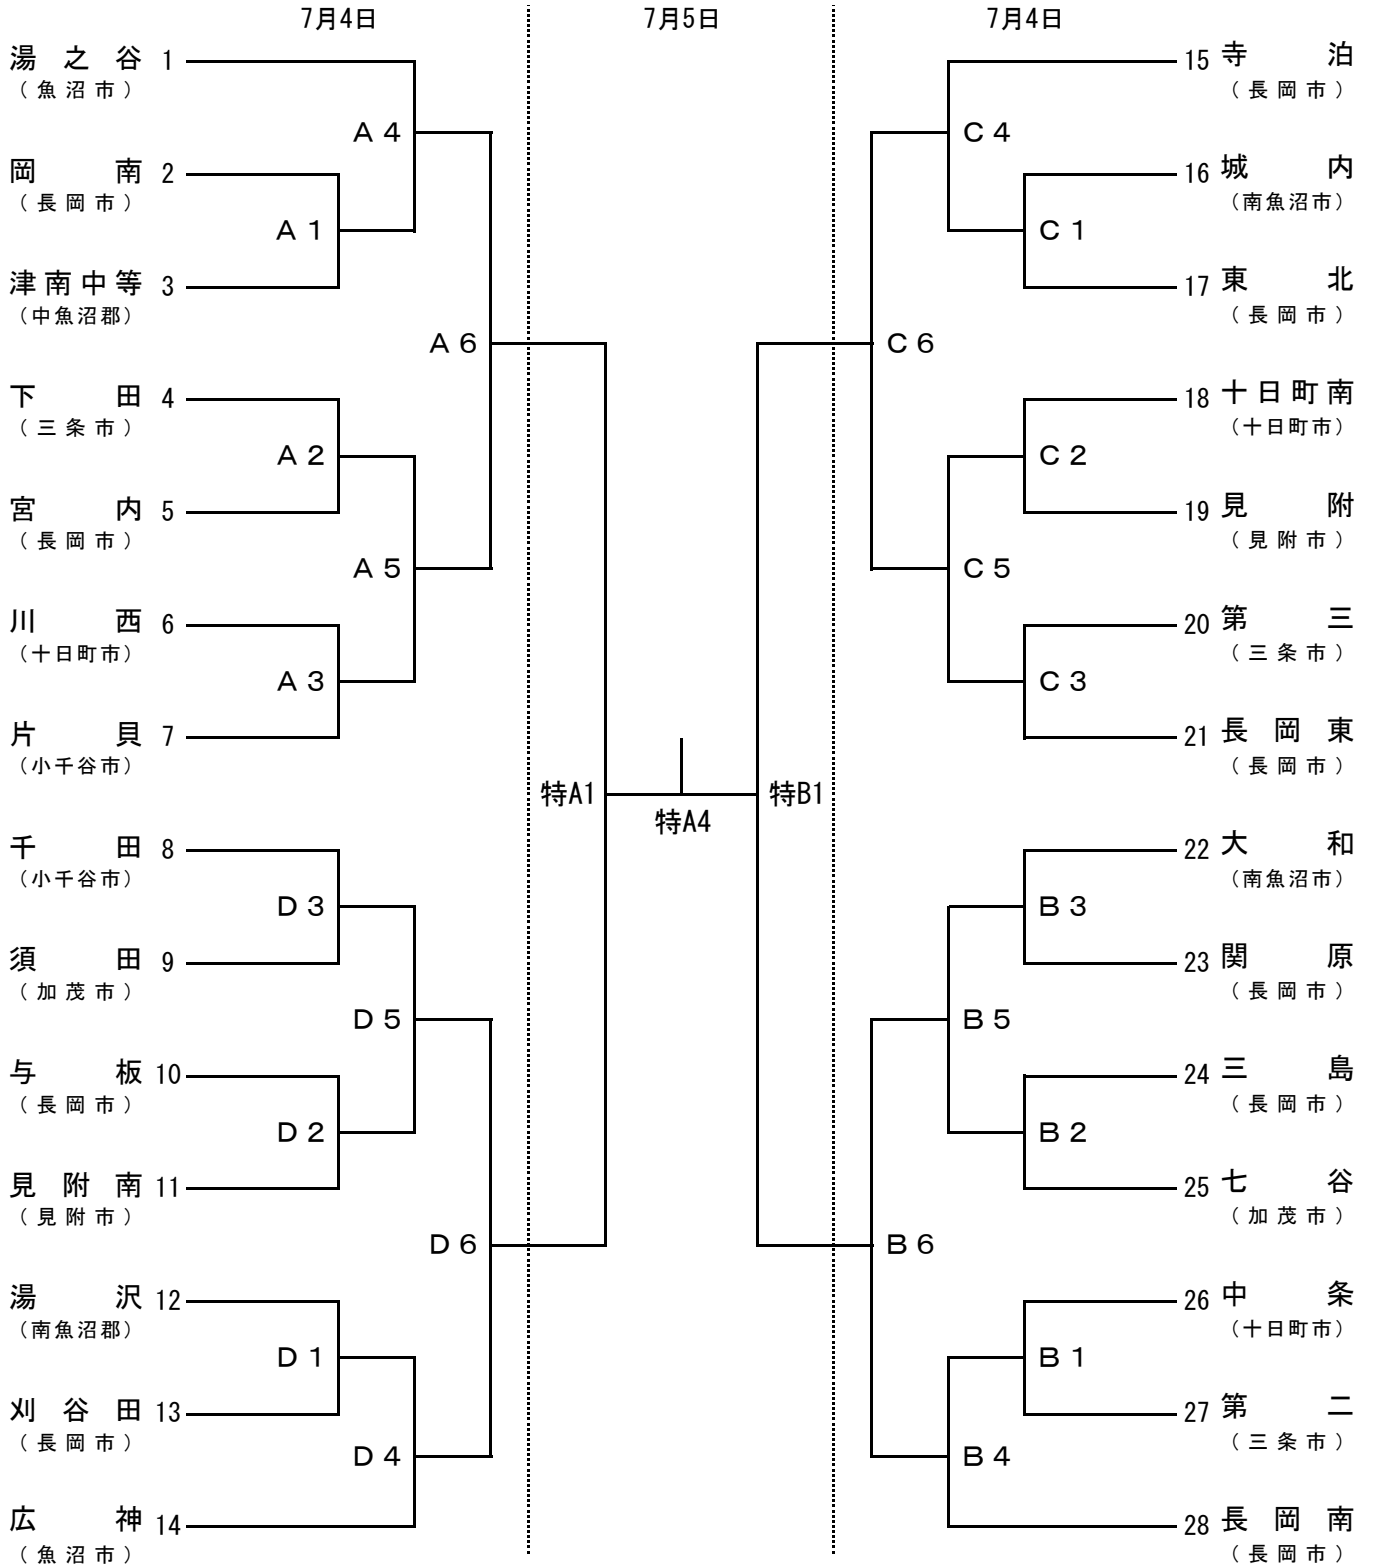 7月4日
7月5日
7月4日
湯之谷 1
（魚沼市）
A4
岡南 2
（長岡市）
A1
津南中等 3
（中魚沼郡）
A6
下田 4
（三条市）
A2
宮内 5
（長岡市）
A5
川西 6
（十日町市）
A3
片貝 7
（小千谷市）
千田 8
（小千谷市）
D3
須田 9
（加茂市）
D5
与板 10
（長岡市）
D2
見附南 11
（見附市）
D6
湯沢 12
（南魚沼郡）
D1
刈谷田 13
（長岡市）
D4
広神 14
（魚沼市）
特A1
特A4
特B1
15 寺泊
（長岡市）
C4
16 城内
（南魚沼市）
C1
17 東北
（長岡市）
C6
18 十日町南
（十日町市）
C2
19 見附
（見附市）
C5
20 第三
（三条市）
C3
21 長岡東
（長岡市）
22 大和
（南魚沼市）
B3
23 関原
（長岡市）
B5
24 三島
（長岡市）
B2
25 七谷
（加茂市）
B6
26 中条
（十日町市）
B1
27 第二
（三条市）
B4
28 長岡南
（長岡市）